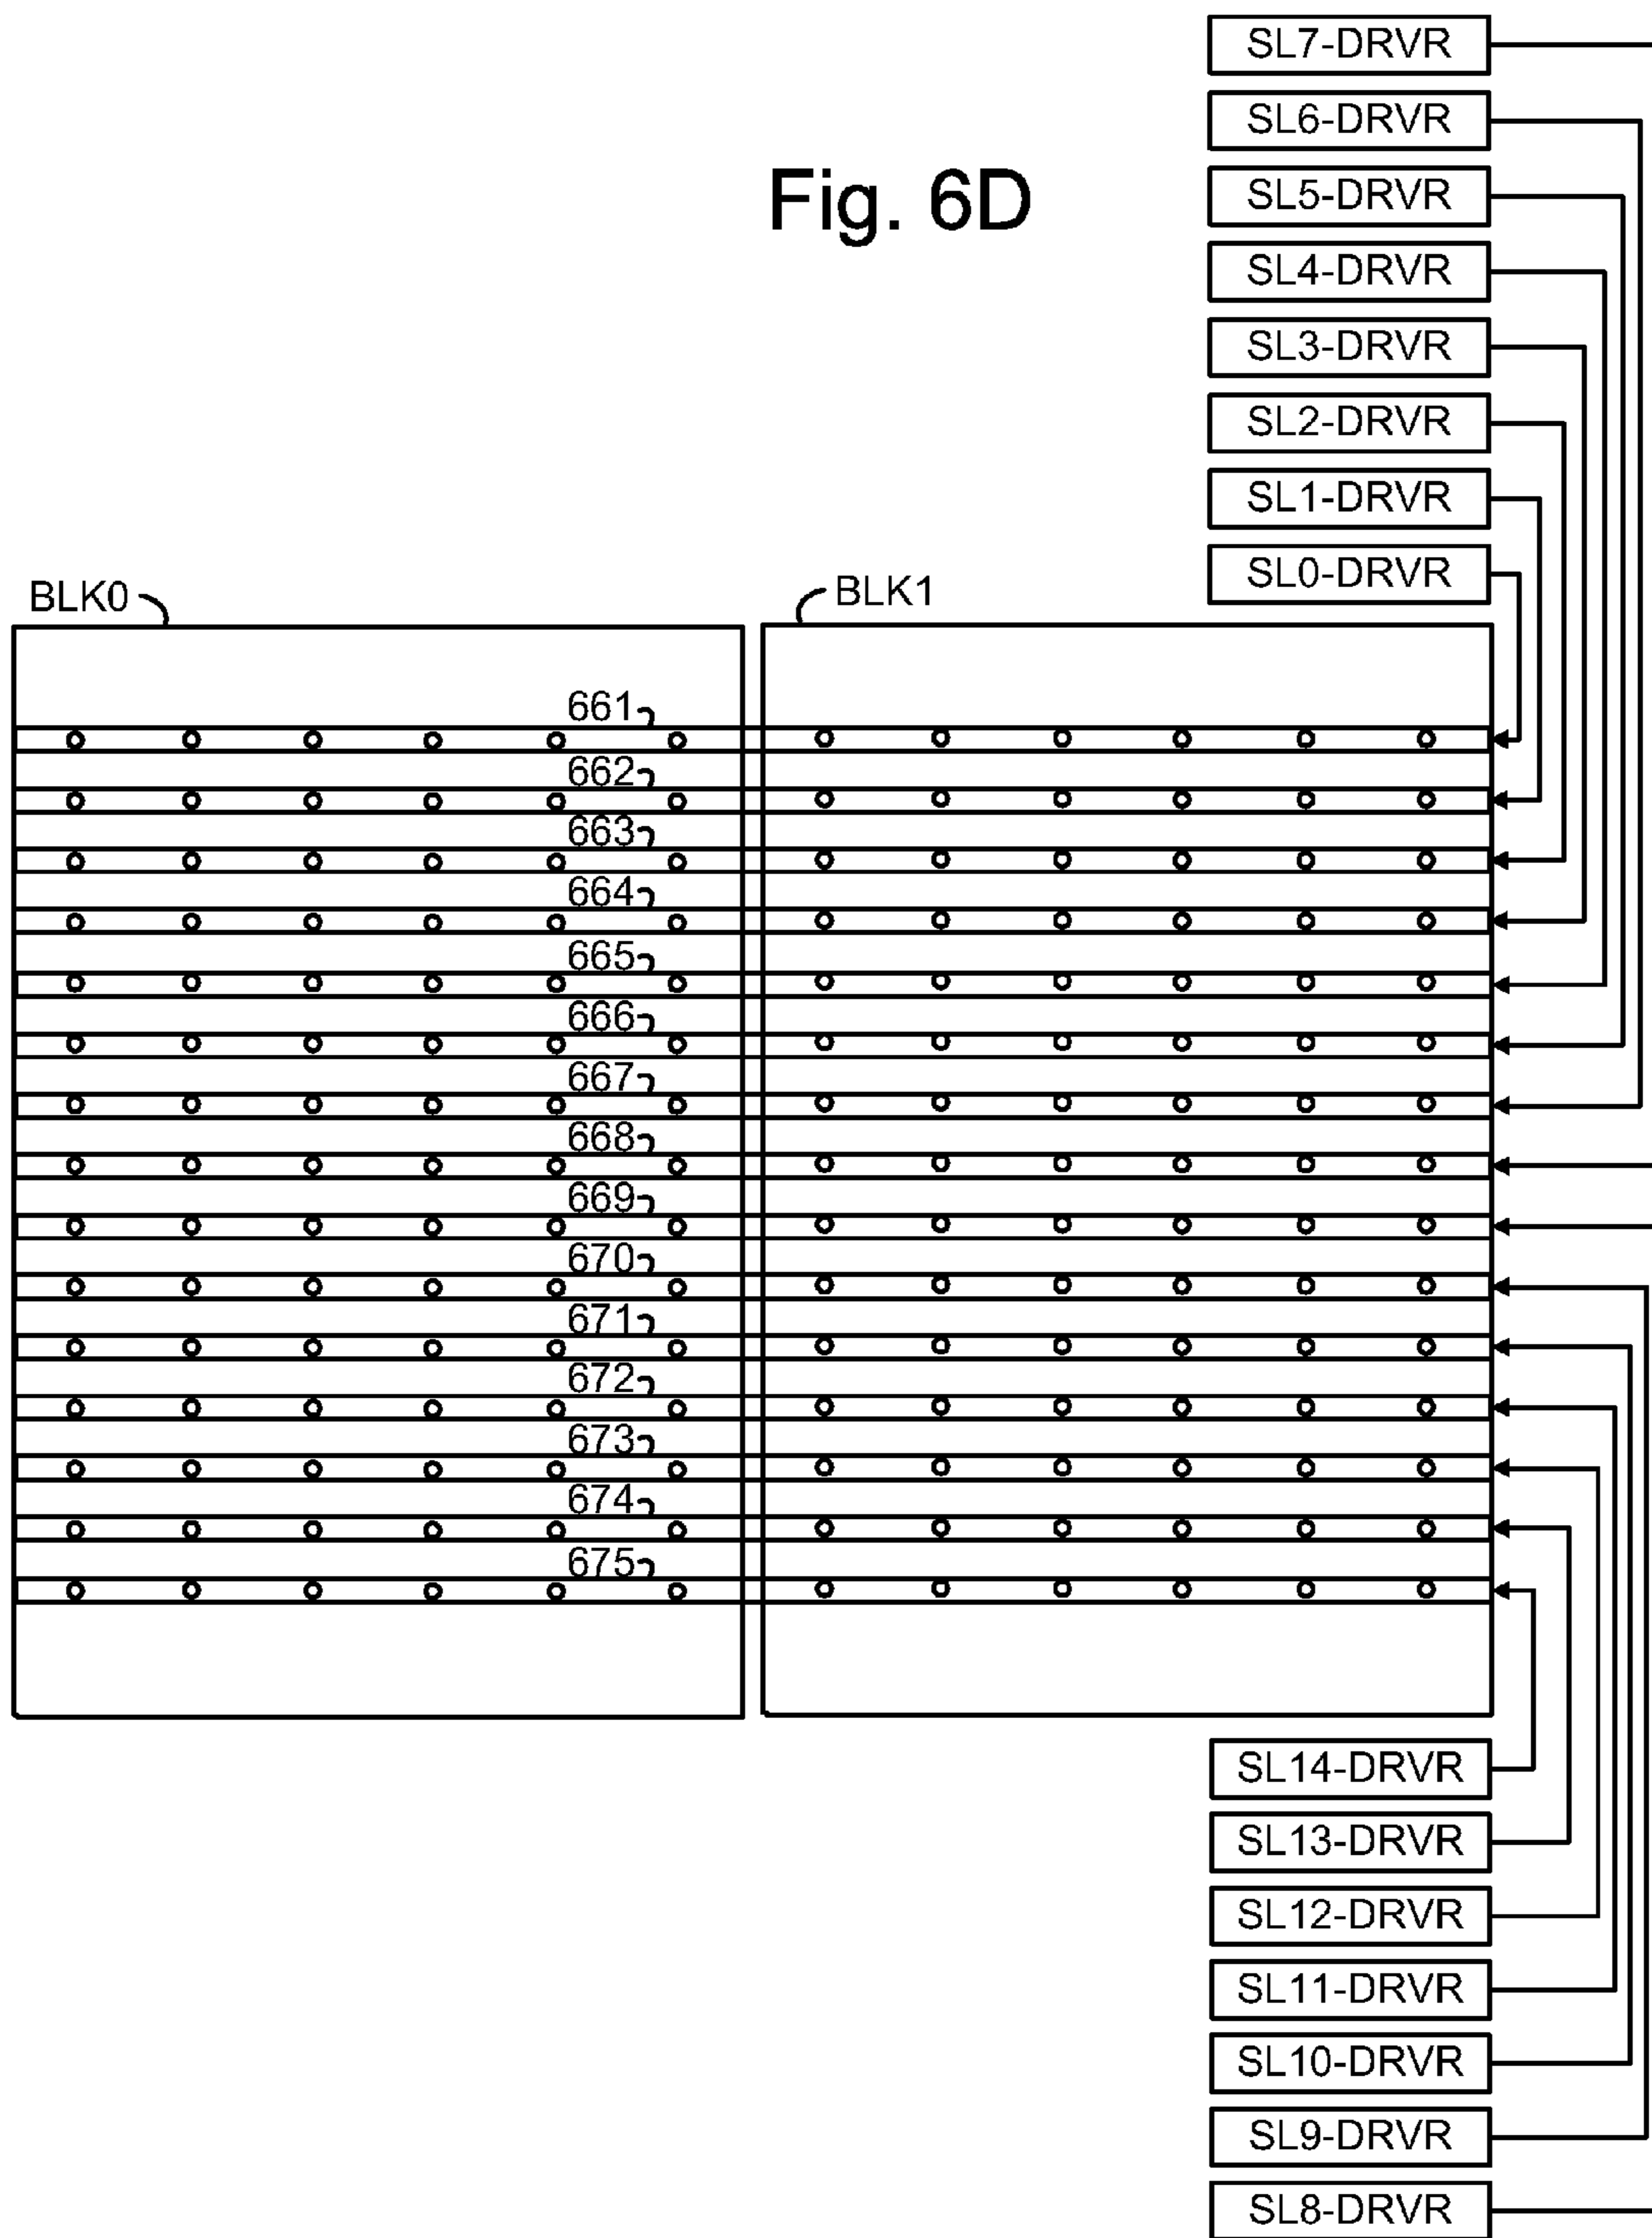 SL7-DRVR
SL6-DRVR
Fig. 6D
SL5-DRVR
SL4-DRVR
SL3-DRVR
SL2-DRVR
SL1-DRVR
SL0-DRVR
BLK0
BLK1
661
662
663
664
665
666
667
668
669
670
671
672
673
674
675
SL14-DRVR
SL13-DRVR
SL12-DRVR
SL11-DRVR
SL10-DRVR
SL9-DRVR
SL8-DRVR